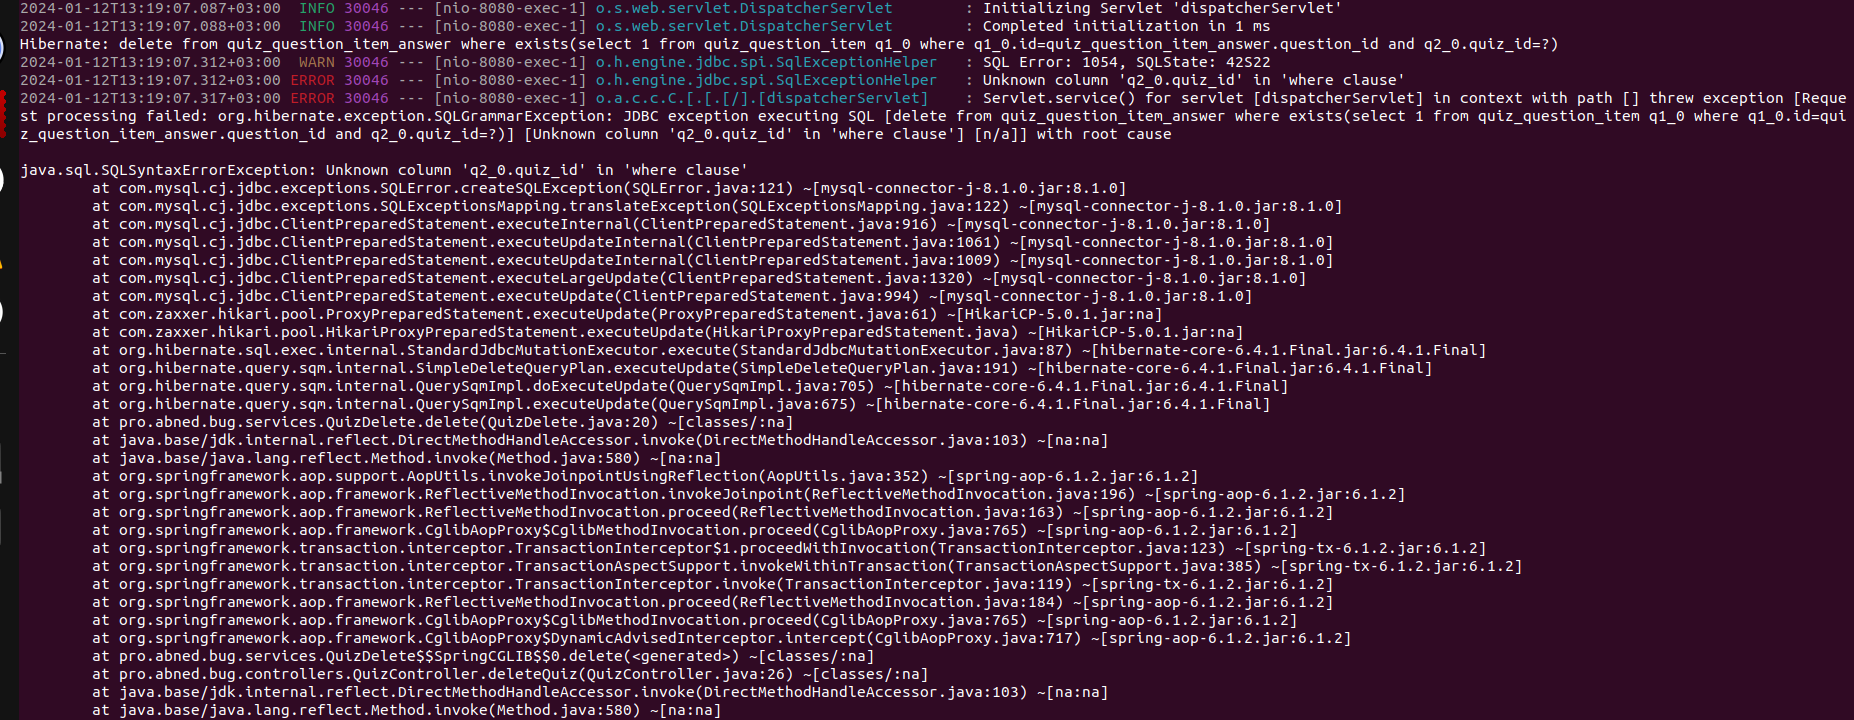 2024-01-12T13:19:07.087+03:00  INFO 30046 --- [nio-8080-exec-1] o.s.web.servlet.DispatcherServlet        : Initializing Servlet 'dispatcherServlet'
2024-01-12T13:19:07.088+03:00  INFO 30046 --- [nio-8080-exec-1] o.s.web.servlet.DispatcherServlet        : Completed initialization in 1 ms
Hibernate: delete from quiz_question_item_answer where exists(select 1 from quiz_question_item q1_0 where q1_0.id=quiz_question_item_answer.question_id and q2_0.quiz_id=?)
2024-01-12T13:19:07.312+03:00  WARN 30046 --- [nio-8080-exec-1] o.h.engine.jdbc.spi.SqlExceptionHelper   : SQL Error: 1054, SQLState: 42S22
2024-01-12T13:19:07.312+03:00 ERROR 30046 --- [nio-8080-exec-1] o.h.engine.jdbc.spi.SqlExceptionHelper   : Unknown column 'q2_0.quiz_id' in 'where clause'
2024-01-12T13:19:07.317+03:00 ERROR 30046 --- [nio-8080-exec-1] o.a.c.c.C.[.[.[/].[dispatcherServlet]    : Servlet.service() for servlet [dispatcherServlet] in context with path [] threw exception [Reque
st processing failed: org.hibernate.exception.SQLGrammarException: JDBC exception executing SQL [delete from quiz_question_item_answer where exists(select 1 from quiz_question_item q1_0 where q1_0.id=qui
z_question_item_answer.question_id and q2_0.quiz_id=?)] [Unknown column 'q2_0.quiz_id' in 'where clause'] [n/a]] with root cause
java.sql.SQLSyntaxErrorException: Unknown column 'q2_0.quiz_id' in 'where clause'
        at com.mysql.cj.jdbc.exceptions.SQLError.createSQLException(SQLError.java:121) ~[mysql-connector-j-8.1.0.jar:8.1.0]
        at com.mysql.cj.jdbc.exceptions.SQLExceptionsMapping.translateException(SQLExceptionsMapping.java:122) ~[mysql-connector-j-8.1.0.jar:8.1.0]
        at com.mysql.cj.jdbc.ClientPreparedStatement.executeInternal(ClientPreparedStatement.java:916) ~[mysql-connector-j-8.1.0.jar:8.1.0]
        at com.mysql.cj.jdbc.ClientPreparedStatement.executeUpdateInternal(ClientPreparedStatement.java:1061) ~[mysql-connector-j-8.1.0.jar:8.1.0]
        at com.mysql.cj.jdbc.ClientPreparedStatement.executeUpdateInternal(ClientPreparedStatement.java:1009) ~[mysql-connector-j-8.1.0.jar:8.1.0]
        at com.mysql.cj.jdbc.ClientPreparedStatement.executeLargeUpdate(ClientPreparedStatement.java:1320) ~[mysql-connector-j-8.1.0.jar:8.1.0]
        at com.mysql.cj.jdbc.ClientPreparedStatement.executeUpdate(ClientPreparedStatement.java:994) ~[mysql-connector-j-8.1.0.jar:8.1.0]
        at com.zaxxer.hikari.pool.ProxyPreparedStatement.executeUpdate(ProxyPreparedStatement.java:61) ~[HikariCP-5.0.1.jar:na]
        at com.zaxxer.hikari.pool.HikariProxyPreparedStatement.executeUpdate(HikariProxyPreparedStatement.java) ~[HikariCP-5.0.1.jar:na]
        at org.hibernate.sql.exec.internal.StandardJdbcMutationExecutor.execute(StandardJdbcMutationExecutor.java:87) ~[hibernate-core-6.4.1.Final.jar:6.4.1.Final]
        at org.hibernate.query.sqm.internal.SimpleDeleteQueryPlan.executeUpdate(SimpleDeleteQueryPlan.java:191) ~[hibernate-core-6.4.1.Final.jar:6.4.1.Final]
        at org.hibernate.query.sqm.internal.QuerySqmImpl.doExecuteUpdate(QuerySqmImpl.java:705) ~[hibernate-core-6.4.1.Final.jar:6.4.1.Final]
        at org.hibernate.query.sqm.internal.QuerySqmImpl.executeUpdate(QuerySqmImpl.java:675) ~[hibernate-core-6.4.1.Final.jar:6.4.1.Final]
        at pro.abned.bug.services.QuizDelete.delete(QuizDelete.java:20) ~[classes/:na]
        at java.base/jdk.internal.reflect.DirectMethodHandleAccessor.invoke(DirectMethodHandleAccessor.java:103) ~[na:na]
        at java.base/java.lang.reflect.Method.invoke(Method.java:580) ~[na:na]
        at org.springframework.aop.support.AopUtils.invokeJoinpointUsingReflection(AopUtils.java:352) ~[spring-aop-6.1.2.jar:6.1.2]
        at org.springframework.aop.framework.ReflectiveMethodInvocation.invokeJoinpoint(ReflectiveMethodInvocation.java:196) ~[spring-aop-6.1.2.jar:6.1.2]
        at org.springframework.aop.framework.ReflectiveMethodInvocation.proceed(ReflectiveMethodInvocation.java:163) ~[spring-aop-6.1.2.jar:6.1.2]
        at org.springframework.aop.framework.CglibAopProxy$CglibMethodInvocation.proceed(CglibAopProxy.java:765) ~[spring-aop-6.1.2.jar:6.1.2]
        at org.springframework.transaction.interceptor.TransactionInterceptor$1.proceedWithInvocation(TransactionInterceptor.java:123) ~[spring-tx-6.1.2.jar:6.1.2]
        at org.springframework.transaction.interceptor.TransactionAspectSupport.invokeWithinTransaction(TransactionAspectSupport.java:385) ~[spring-tx-6.1.2.jar:6.1.2]
        at org.springframework.transaction.interceptor.TransactionInterceptor.invoke(TransactionInterceptor.java:119) ~[spring-tx-6.1.2.jar:6.1.2]
        at org.springframework.aop.framework.ReflectiveMethodInvocation.proceed(ReflectiveMethodInvocation.java:184) ~[spring-aop-6.1.2.jar:6.1.2]
        at org.springframework.aop.framework.CglibAopProxy$CglibMethodInvocation.proceed(CglibAopProxy.java:765) ~[spring-aop-6.1.2.jar:6.1.2]
        at org.springframework.aop.framework.CglibAopProxy$DynamicAdvisedInterceptor.intercept(CglibAopProxy.java:717) ~[spring-aop-6.1.2.jar:6.1.2]
        at pro.abned.bug.services.QuizDelete$$SpringCGLIB$$0.delete(<generated>) ~[classes/:na]
        at pro.abned.bug.controllers.QuizController.deleteQuiz(QuizController.java:26) ~[classes/:na]
        at java.base/jdk.internal.reflect.DirectMethodHandleAccessor.invoke(DirectMethodHandleAccessor.java:103) ~[na:na]
        at java.base/java.lang.reflect.Method.invoke(Method.java:580) ~[na:na]